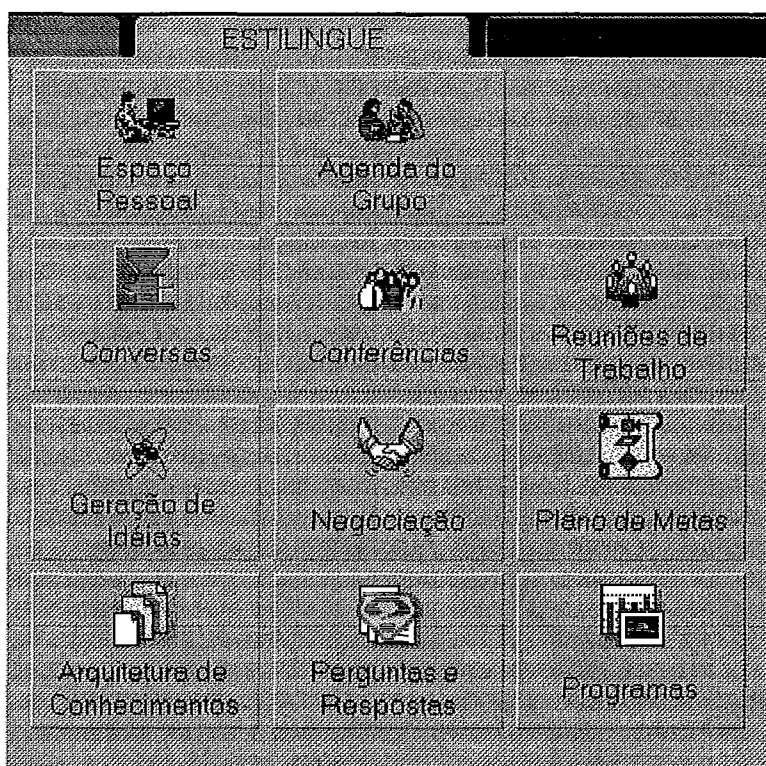 ESTILINGUE
Espaço
Pessoal
Agenda do
Grupo
Conversas
Conferências
Reuniões de
Trabalho
Geração de
Idéias
Negociação
Plano de Metas
Arquitetura de
Conhecimentos
Perguntas e
Respostas
Programas